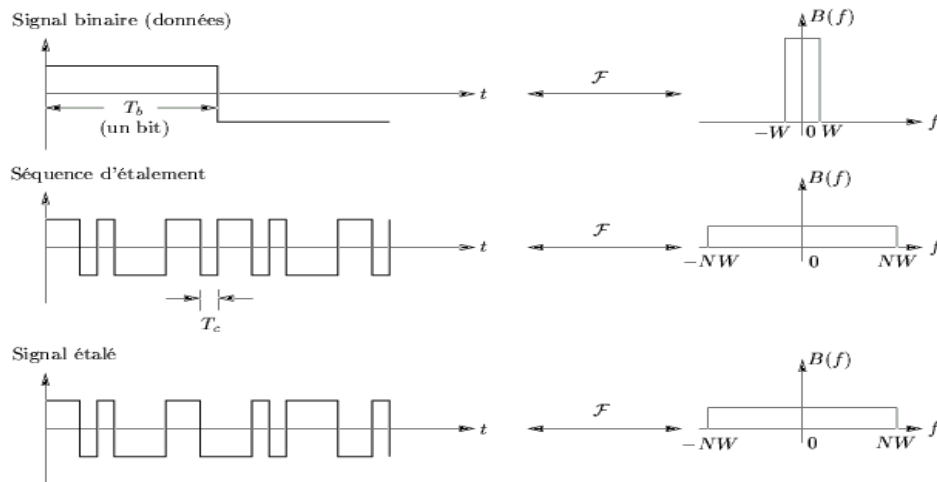 Signal binaire (données)
B(f)
t
T_b
(un bit)
ℱ
−W 0 W
f
Séquence d'étalement
B(f)
t
ℱ
−NW 0 NW
f
T_c
Signal étalé
B(f)
t
ℱ
−NW 0 NW
f